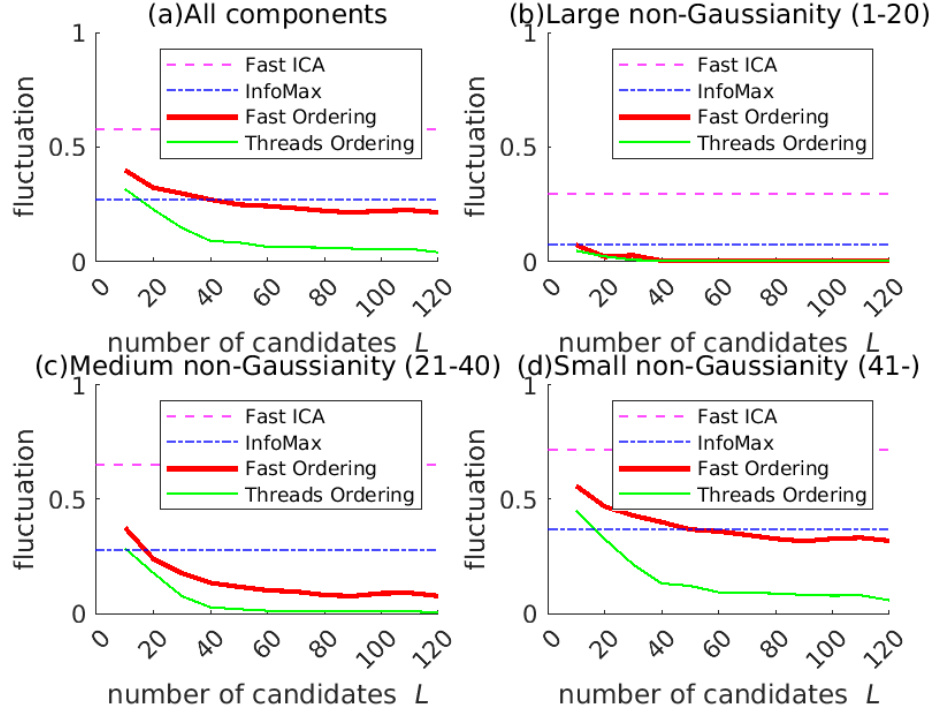 (a)All components
1
0.5
0
fluctuation
Fast ICA
InfoMax
Fast Ordering
Threads Ordering
0 20 40 60 80 100 120
number of candidates L
(b)Large non-Gaussianity (1-20)
1
0.5
0
fluctuation
Fast ICA
InfoMax
Fast Ordering
Threads Ordering
0 20 40 60 80 100 120
number of candidates L
(c)Medium non-Gaussianity (21-40)
1
0.5
0
fluctuation
Fast ICA
InfoMax
Fast Ordering
Threads Ordering
0 20 40 60 80 100 120
number of candidates L
(d)Small non-Gaussianity (41-)
1
0.5
0
fluctuation
Fast ICA
InfoMax
Fast Ordering
Threads Ordering
0 20 40 60 80 100 120
number of candidates L